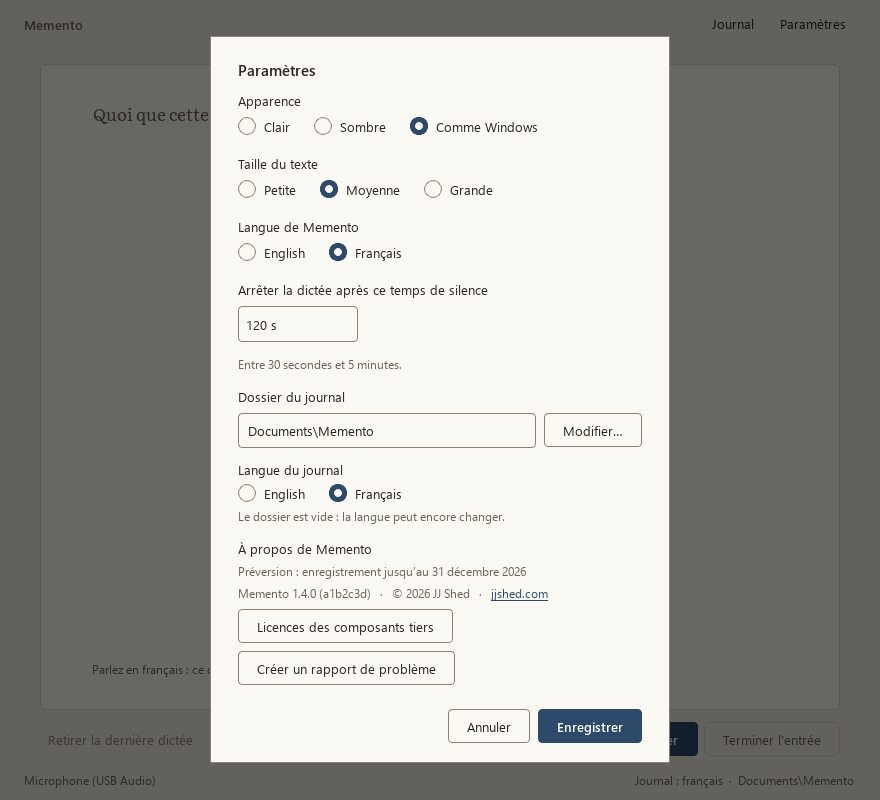 Memento
Journal Paramètres
Quoi que cette
Paramètres
Apparence
Clair Sombre Comme Windows
Taille du texte
Petite Moyenne Grande
Langue de Memento
English Français
Arrêter la dictée après ce temps de silence
120 s
Entre 30 secondes et 5 minutes.
Dossier du journal
Documents\Memento Modifier…
Langue du journal
English Français
Le dossier est vide : la langue peut encore changer.
À propos de Memento
Préversion : enregistrement jusqu’au 31 décembre 2026
Memento 1.4.0 (a1b2c3d) · © 2026 JJ Shed · jjshed.com
Licences des composants tiers
Créer un rapport de problème
Annuler Enregistrer
Parlez en français : ce
Retirer la dernière dictée
Terminer l’entrée
Microphone (USB Audio)
Journal : français · Documents\Memento